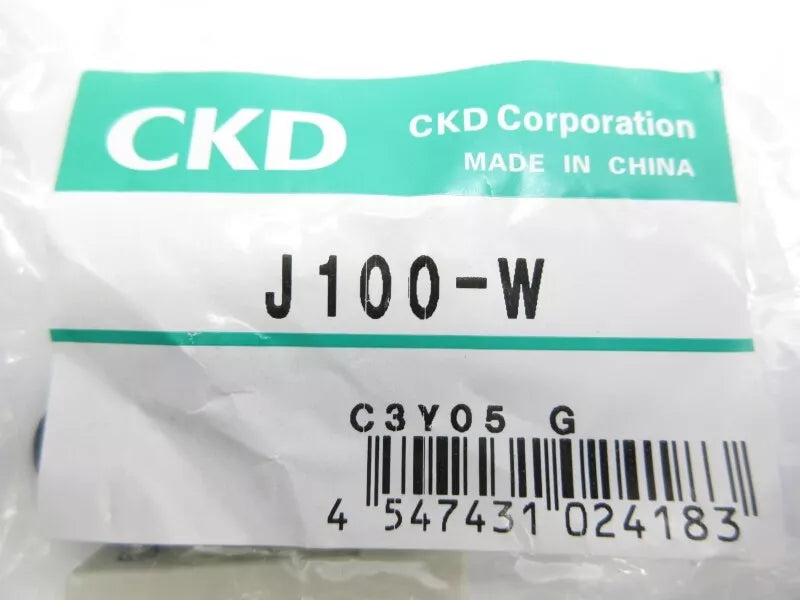 CKD
CKD Corporation
MADE IN CHINA
J100-W
C3Y05 G
4 547431 024183